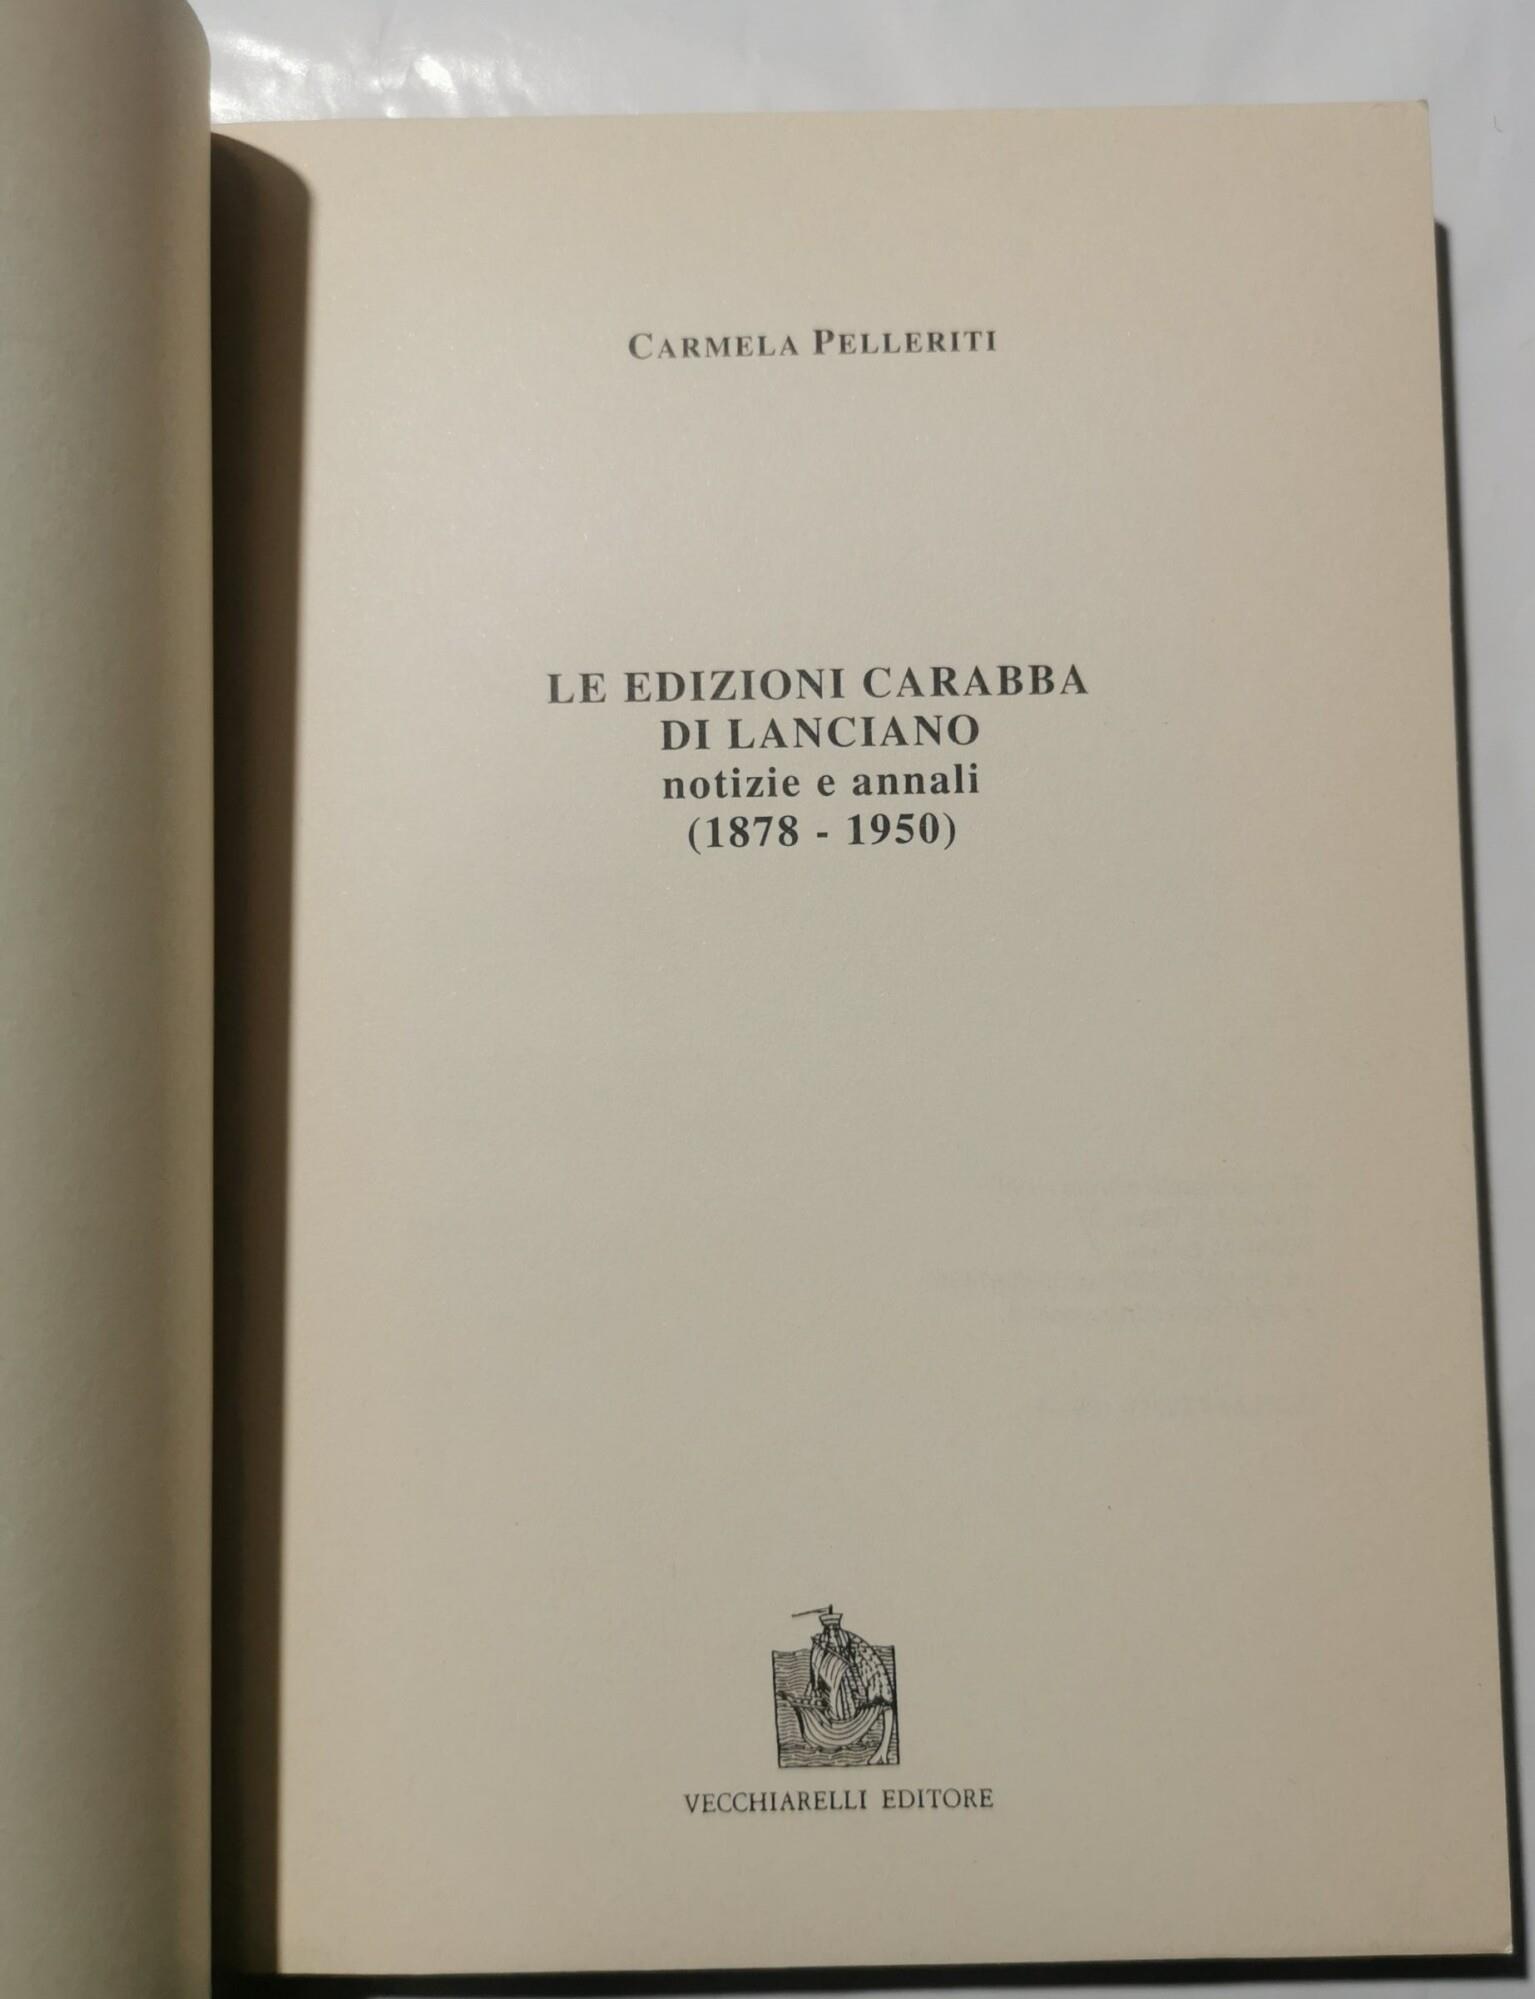 CARMELA PELLERITI
LE EDIZIONI CARABBA
DI LANCIANO
notizie e annali
(1878 - 1950)
VECCHIARELLI EDITORE